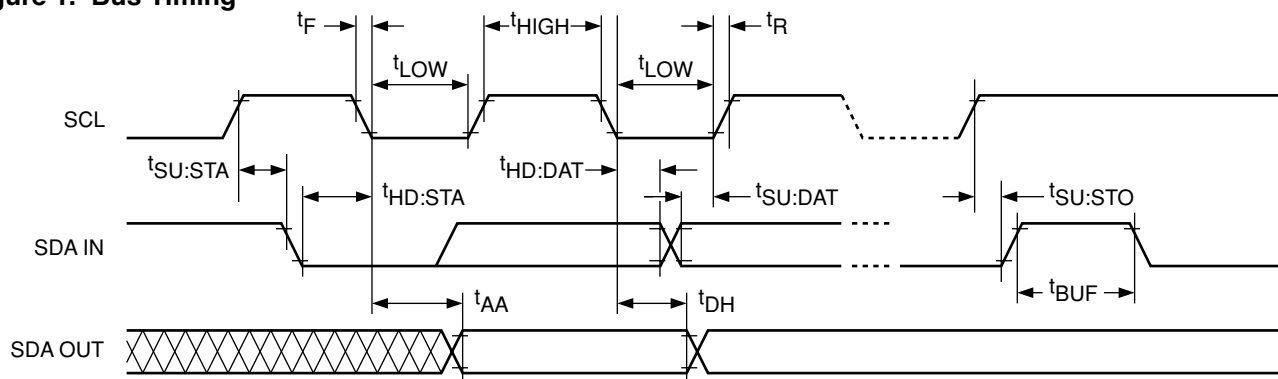 gure 1. Bus Timing
tF
tHIGH
tR
tLOW
tLOW
SCL
tSU:STA
tHD:STA
tHD:DAT
tSU:DAT
tSU:STO
SDA IN
tBUF
tAA
tDH
SDA OUT